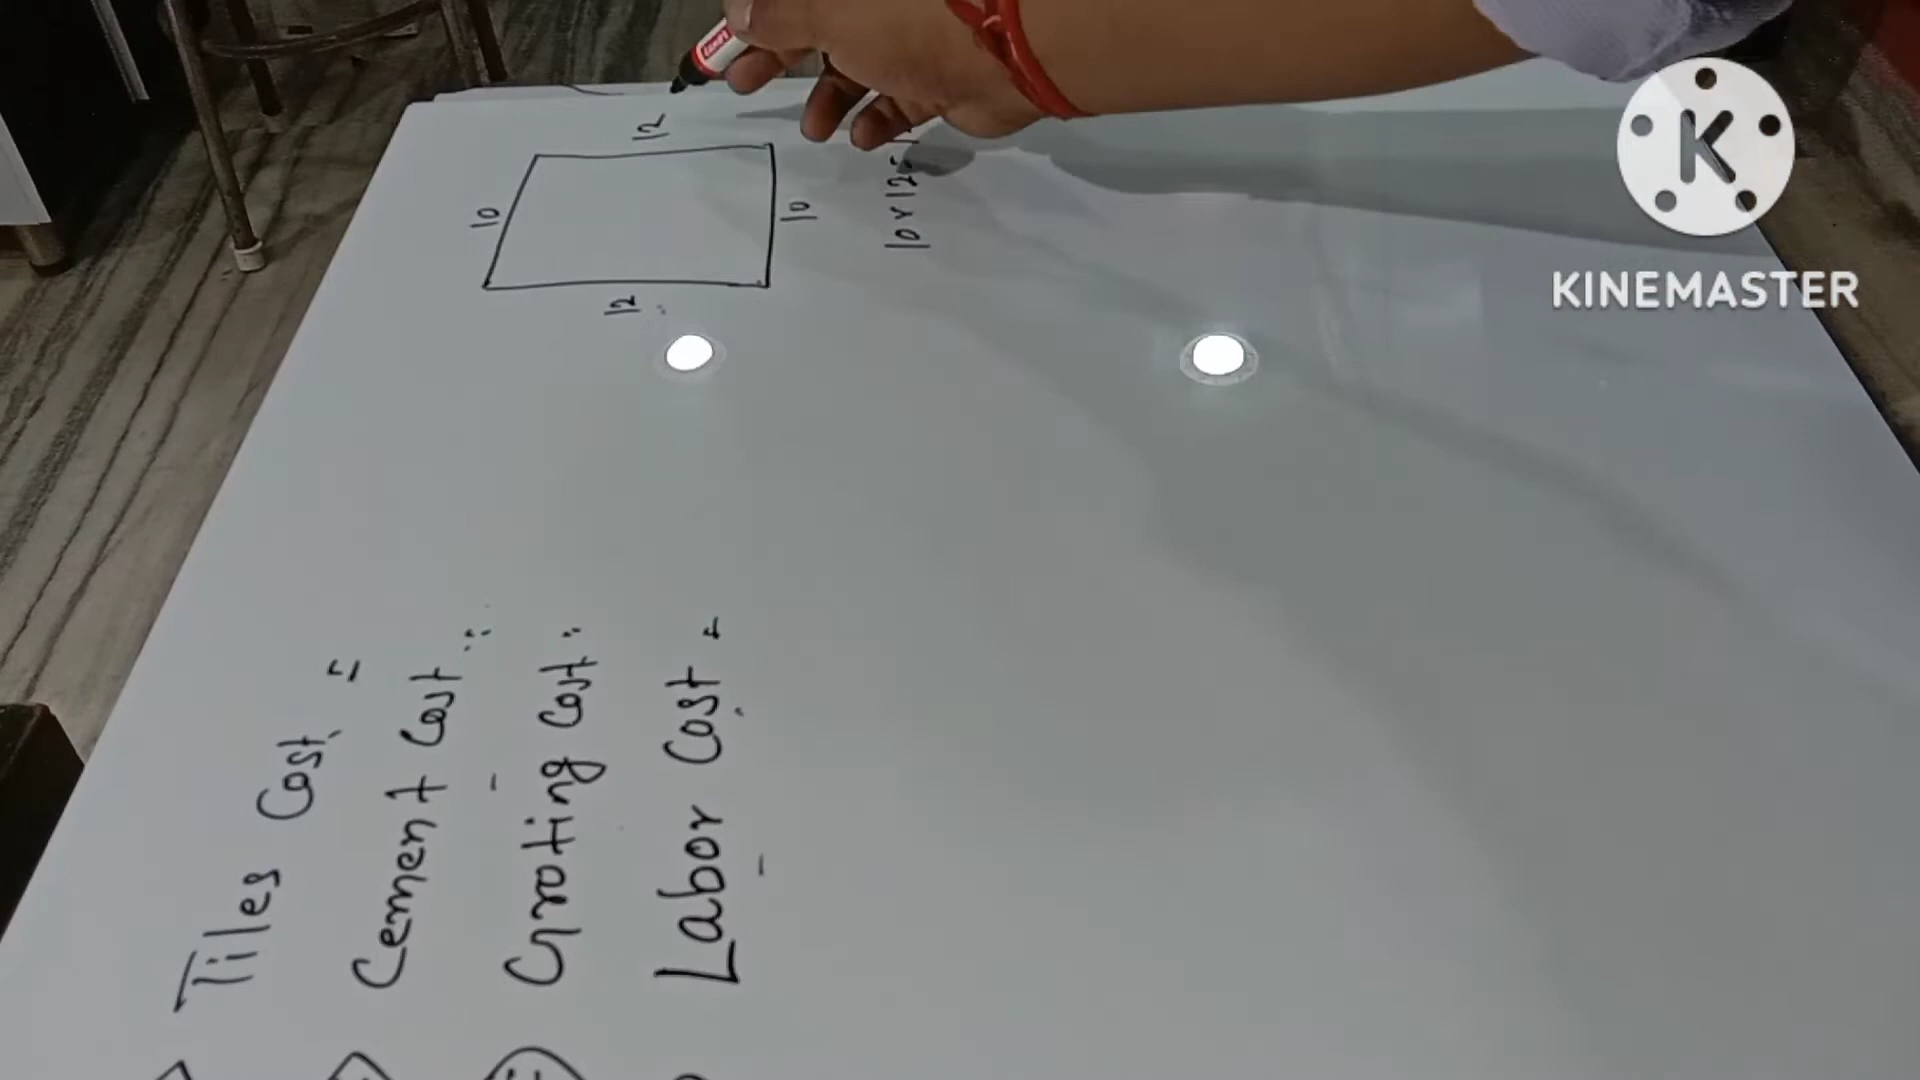 Tiles Cost =
Cement Cost
Groting Cost
Labor Cost =
12
10
10
12
10 x 12 =
KINEMASTER